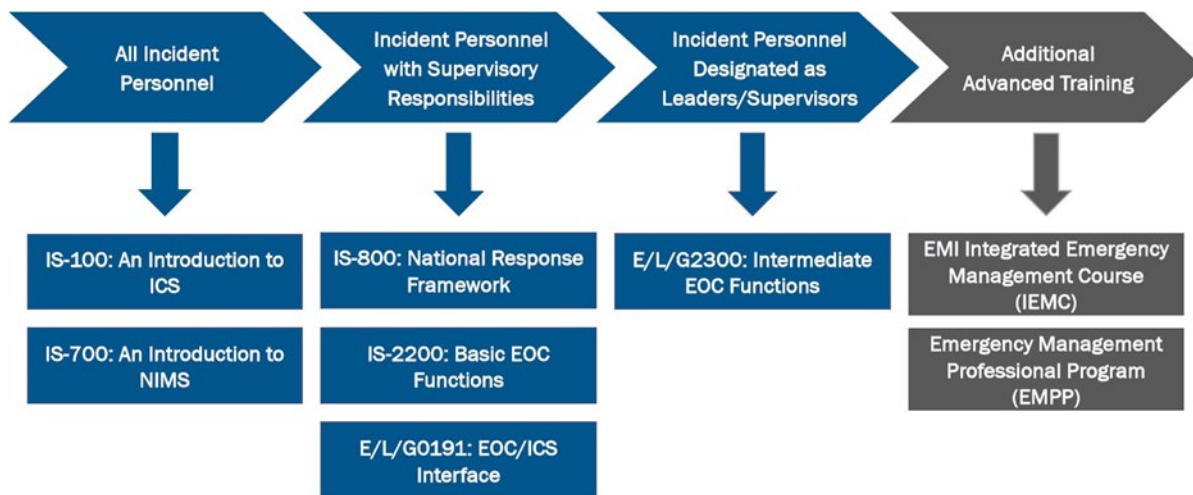 All Incident
Personnel
Incident Personnel
with Supervisory
Responsibilities
Incident Personnel
Designated as
Leaders/Supervisors
Additional
Advanced Training
IS-100: An Introduction to
ICS
IS-700: An Introduction to
NIMS
IS-800: National Response
Framework
IS-2200: Basic EOC
Functions
E/L/G0191: EOC/ICS
Interface
E/L/G2300: Intermediate
EOC Functions
EMI Integrated Emergency
Management Course
(IEMC)
Emergency Management
Professional Program
(EMPP)